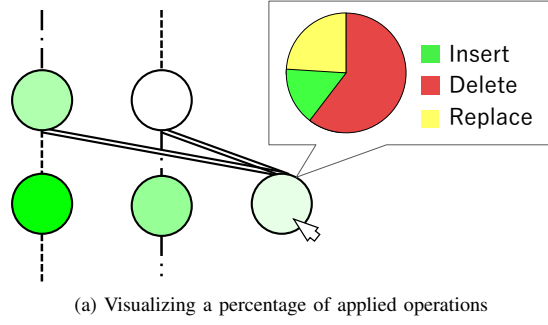 Insert
Delete
Replace
(a) Visualizing a percentage of applied operations